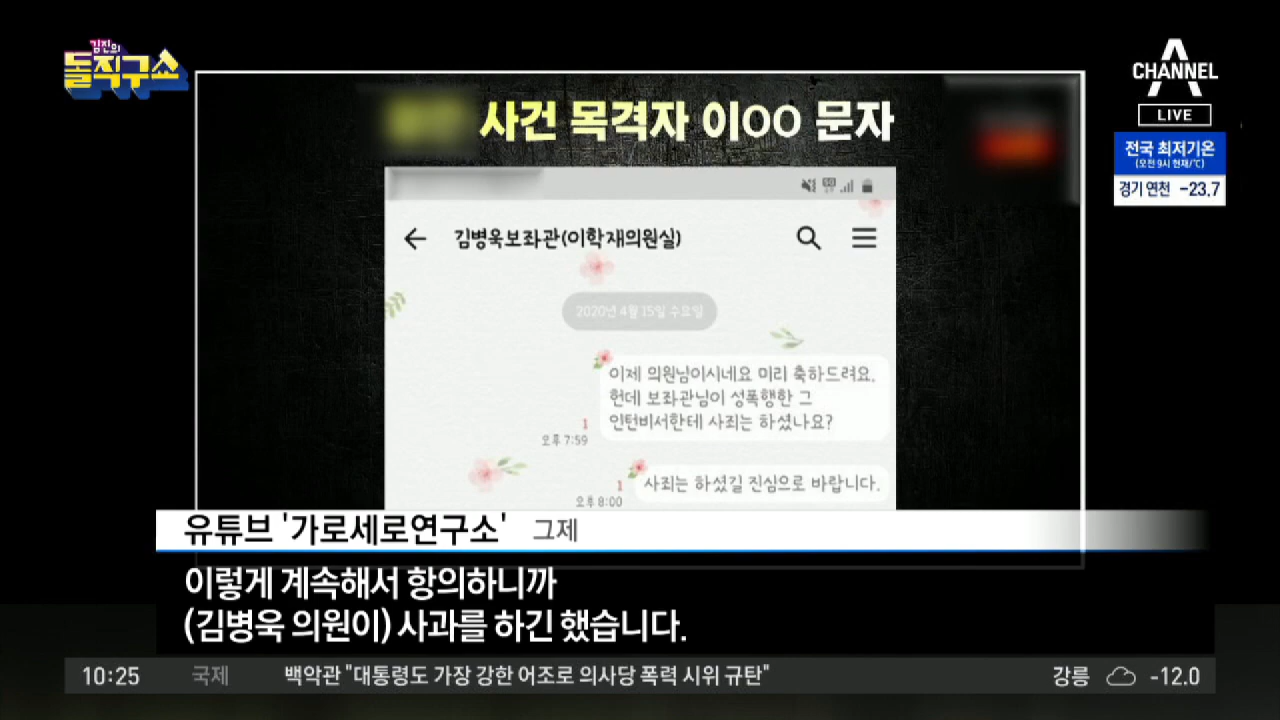 김진의
돌직구쇼
CHANNEL
LIVE
전국 최저기온
(오전 9시 현재/℃)
경기 연천 -23.7
사건 목격자 이OO 문자
김병욱보좌관(이학재의원실)
2020년 4월 15일 수요일
이제 의원님이시네요 미리 축하드려요.
헌데 보좌관님이 성폭행한 그
인턴비서한테 사죄는 하셨나요?
1
오후 7:59
사죄는 하셨길 진심으로 바랍니다.
1
오후 8:00
유튜브 '가로세로연구소' 그제
이렇게 계속해서 항의하니까
(김병욱 의원이) 사과를 하긴 했습니다.
10:25 국제 백악관 "대통령도 가장 강한 어조로 의사당 폭력 시위 규탄" 강릉 -12.0